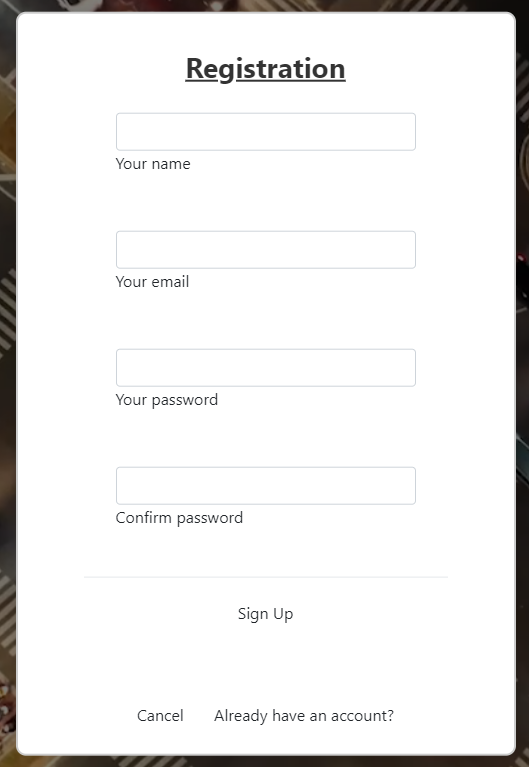 Registration
Your name
Your email
Your password
Confirm password
Sign Up
Cancel Already have an account?